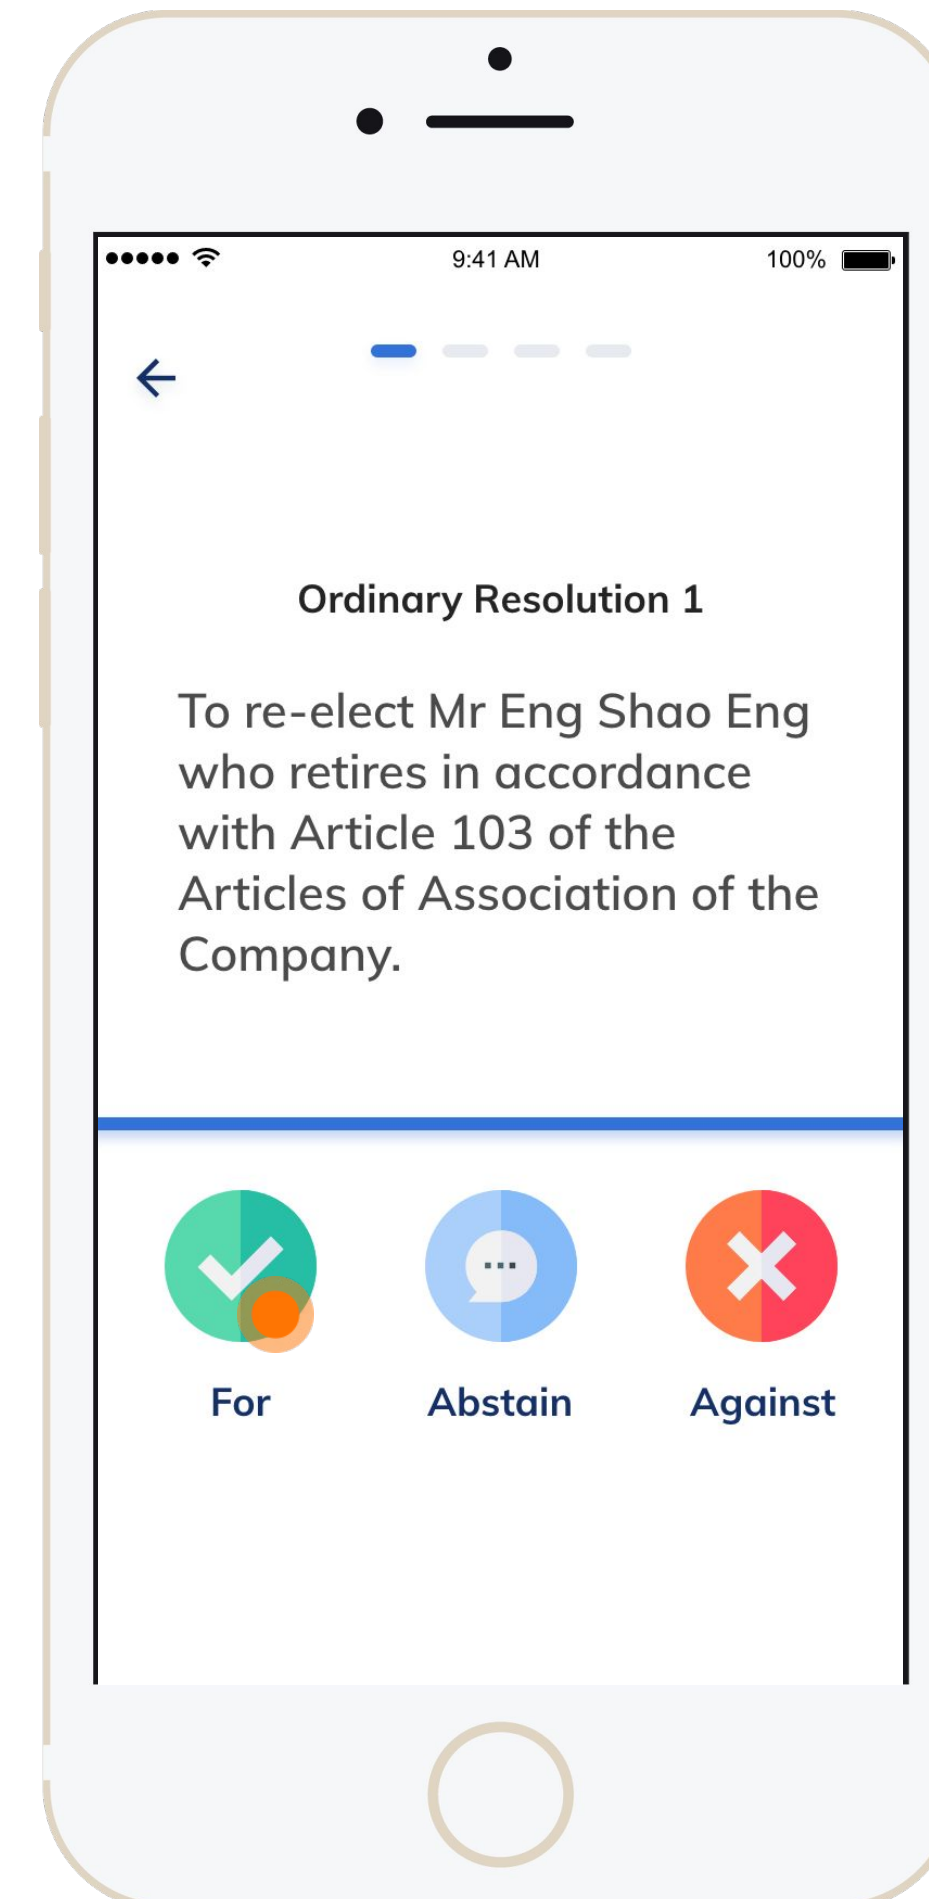 9:41 AM 100%
Ordinary Resolution 1
To re-elect Mr Eng Shao Eng
who retires in accordance
with Article 103 of the
Articles of Association of the
Company.
For Abstain Against